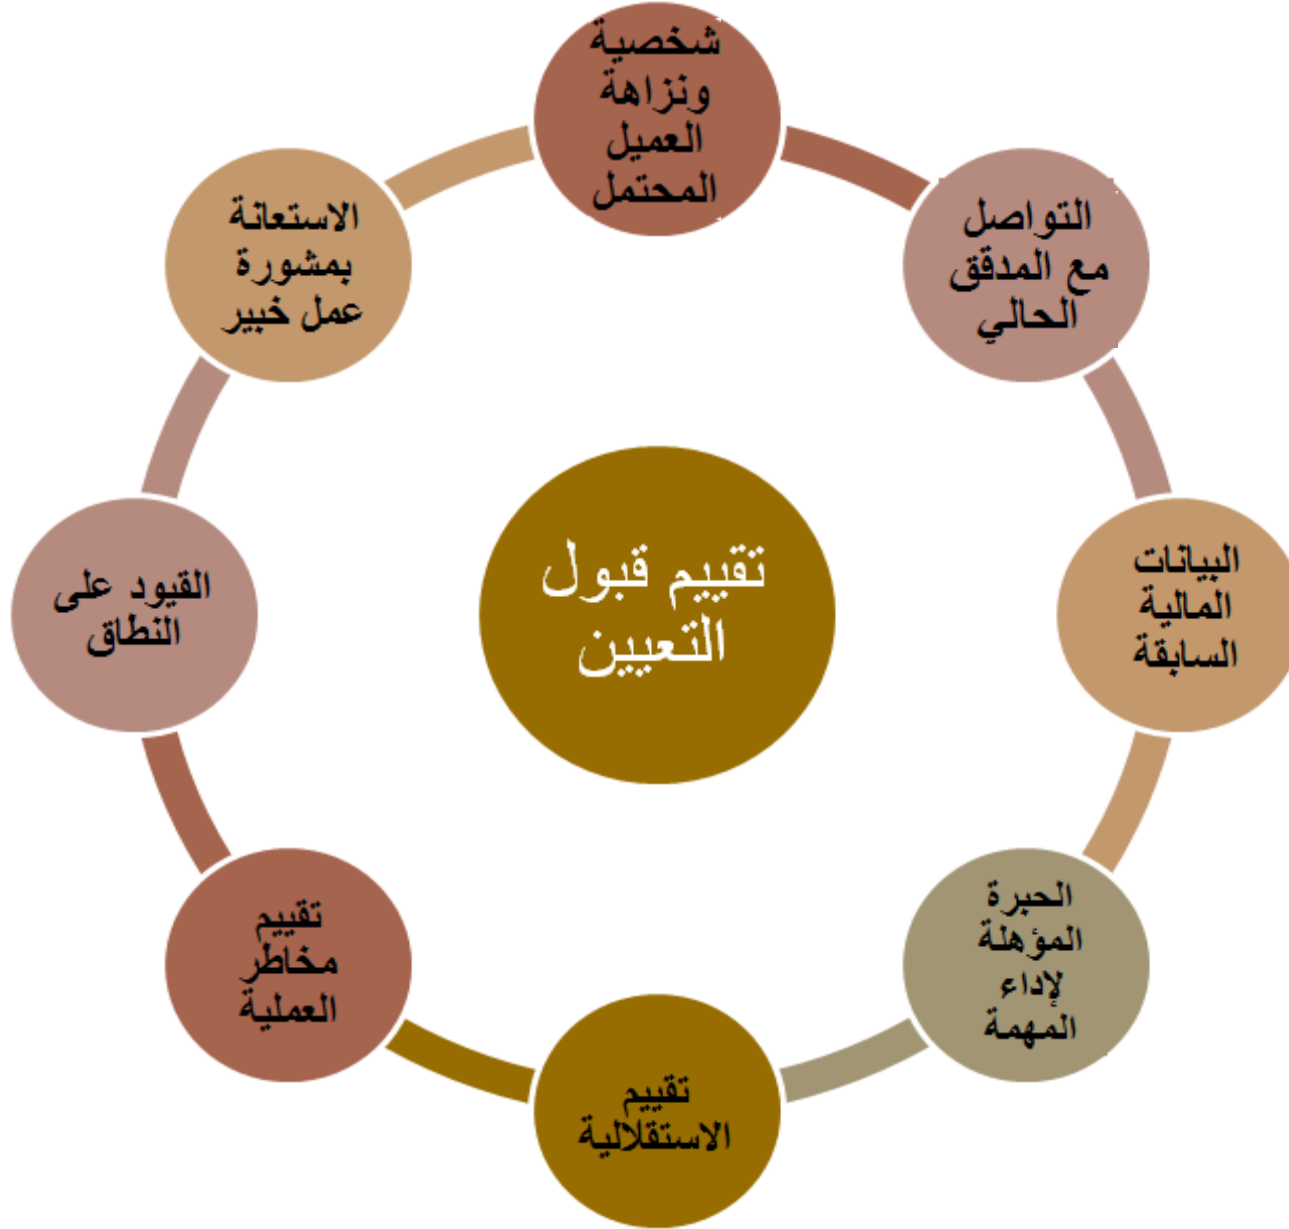 شخصية
ونزاهة
العميل
المحتمل
التواصل
مع المدقق
الحالي
البيانات
المالية
السابقة
الحبرة
المؤهلة
لإداء
المهمة
تقييم
الاستقلالية
تقييم
مخاطر
العملية
القيود على
النطاق
الاستعانة
بمشورة
عمل خبير
تقييم قبول
التعيين